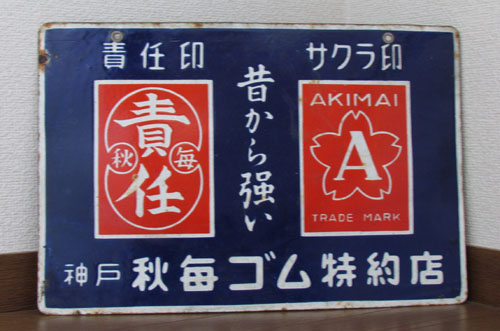 責任印
サクラ印
昔から強い
責任
秋毎
AKIMAI
A
TRADE MARK
神戸 秋毎ゴム特約店